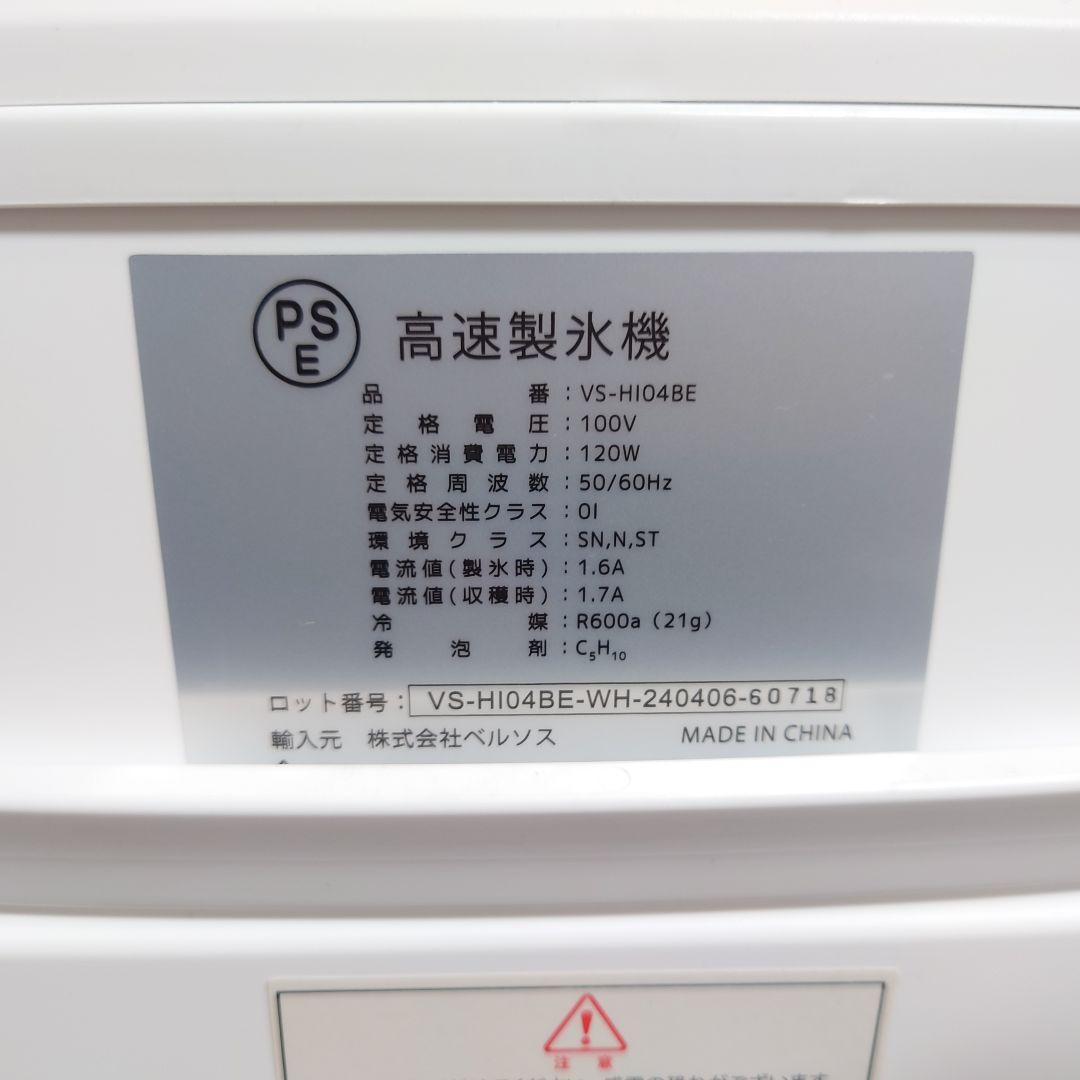 PSE 高速製氷機
品番：VS-HI04BE
定格電圧：100V
定格消費電力：120W
定格周波数：50/60Hz
電気安全性クラス：0I
環境クラス：SN,N,ST
電流値(製氷時)：1.6A
電流値(収穫時)：1.7A
冷媒：R600a（21g）
発泡剤：C₅H₁₀
ロット番号：VS-HI04BE-WH-240406-60718
輸入元 株式会社ベルソス MADE IN CHINA
注意